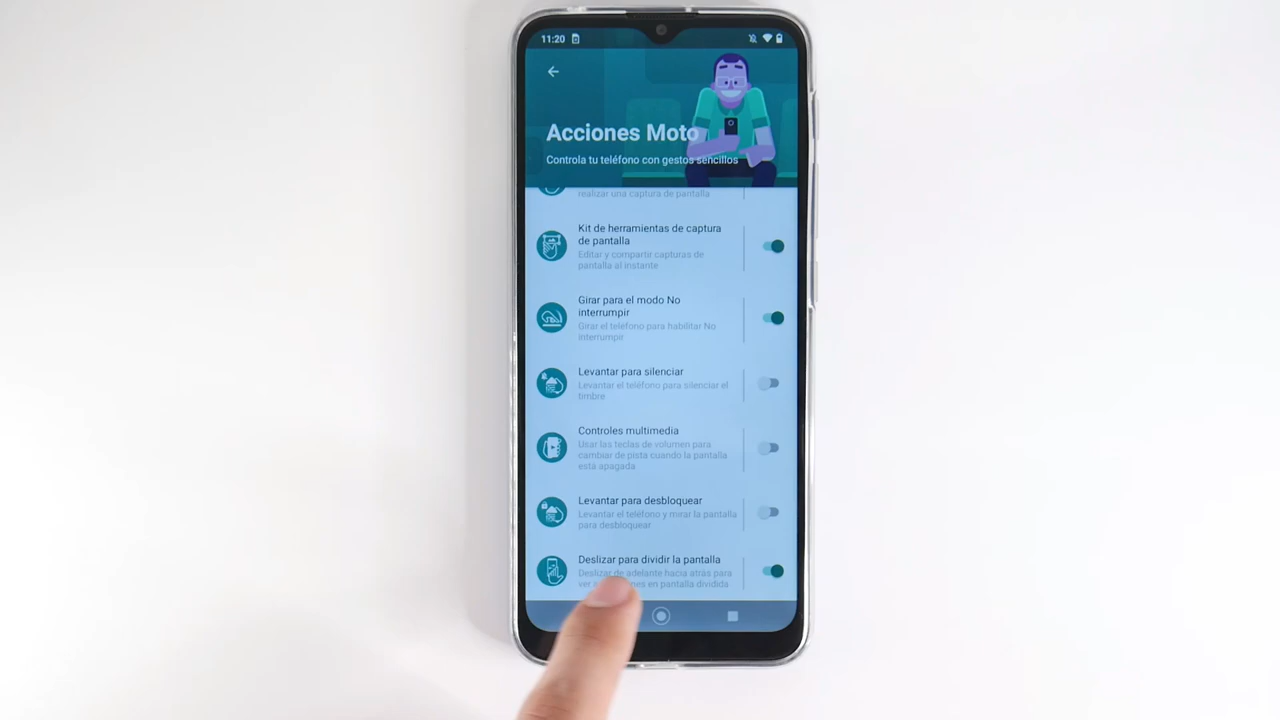 11:20
Acciones Moto
Controla tu teléfono con gestos sencillos
realizar una captura de pantalla
Kit de herramientas de captura
de pantalla
Editar y compartir capturas de
pantalla al instante
Girar para el modo No
interrumpir
Girar el teléfono para habilitar No
interrumpir
Levantar para silenciar
Levantar el teléfono para silenciar el
timbre
Controles multimedia
Usar las teclas de volumen para
cambiar de pista cuando la pantalla
está apagada
Levantar para desbloquear
Levantar el teléfono y mirar la pantalla
para desbloquear
Deslizar para dividir la pantalla
Deslizar de adelante hacia atrás para
ver en pantalla dividida